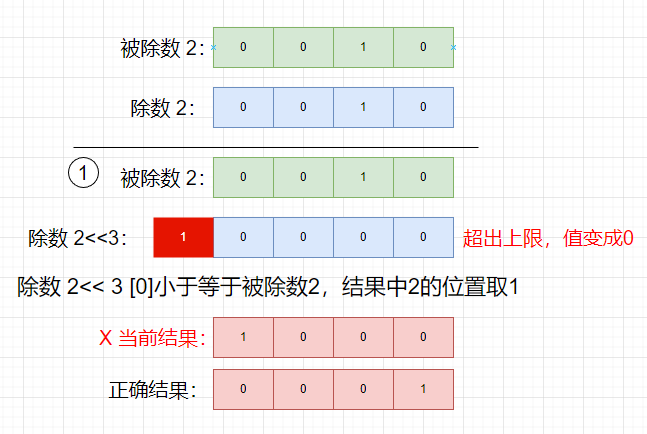 被除数 2: 0 0 1 0
除数 2: 0 0 1 0
① 被除数 2: 0 0 1 0
除数 2<<3: 1 0 0 0 0 超出上限，值变成0
除数 2<< 3 [0]小于等于被除数2，结果中2的位置取1
X 当前结果: 1 0 0 0
正确结果: 0 0 0 1